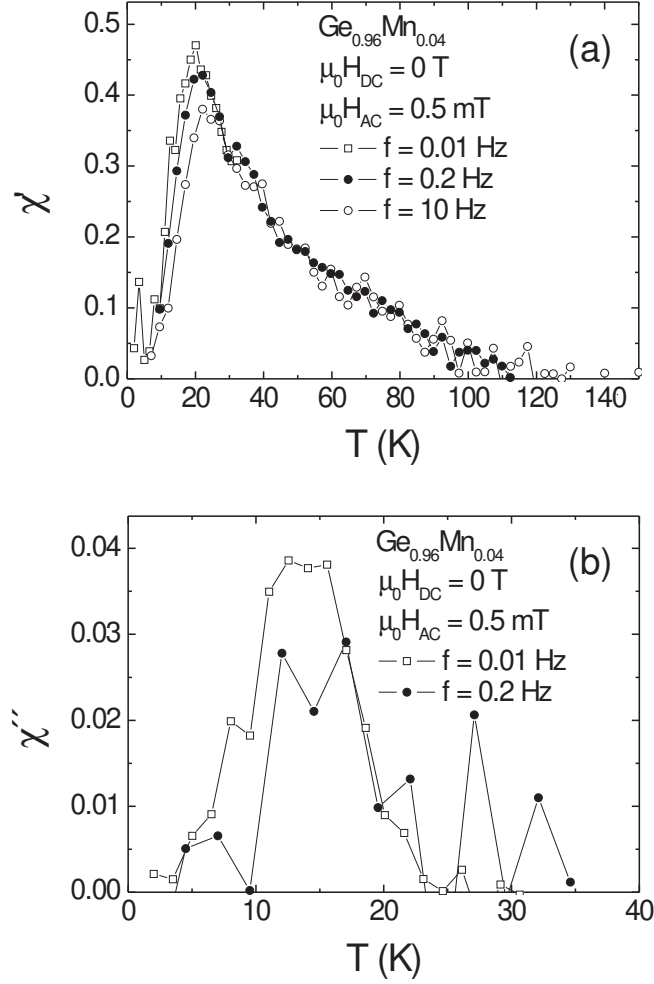 0.5
0.4
0.3
0.2
0.1
0.0
χ'
Ge0.96Mn0.04
(a)
μ0HDC = 0 T
μ0HAC = 0.5 mT
f = 0.01 Hz
f = 0.2 Hz
f = 10 Hz
0 20 40 60 80 100 120 140
T (K)
0.04
0.03
0.02
0.01
0.00
χ´´
Ge0.96Mn0.04
(b)
μ0HDC = 0 T
μ0HAC = 0.5 mT
f = 0.01 Hz
f = 0.2 Hz
0 10 20 30 40
T (K)